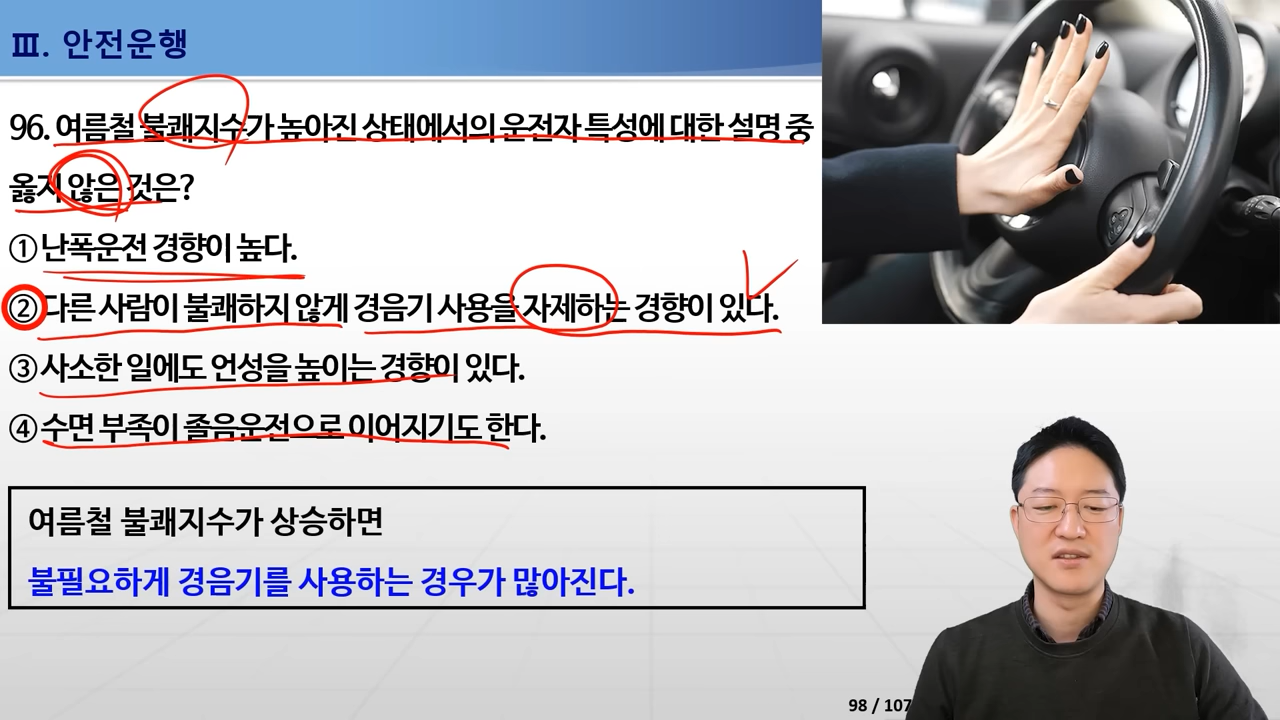 Ⅲ. 안전운행
96. 여름철 불쾌지수가 높아진 상태에서의 운전자 특성에 대한 설명 중
옳지 않은 것은?
① 난폭운전 경향이 높다.
② 다른 사람이 불쾌하지 않게 경음기 사용을 자제하는 경향이 있다.
③ 사소한 일에도 언성을 높이는 경향이 있다.
④ 수면 부족이 졸음운전으로 이어지기도 한다.
여름철 불쾌지수가 상승하면
불필요하게 경음기를 사용하는 경우가 많아진다.
98 / 107